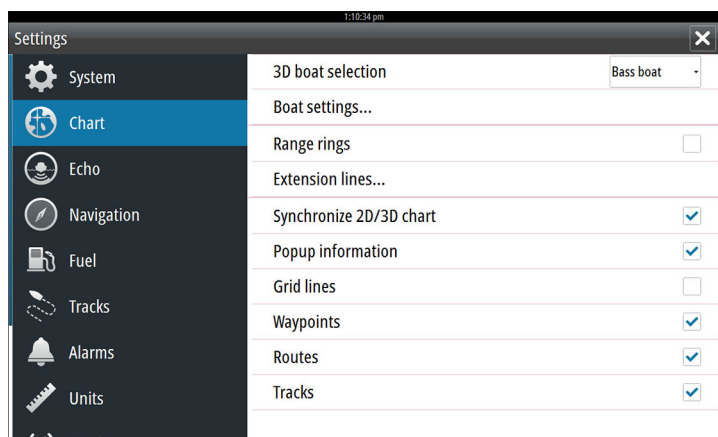 1:10:34 pm
Settings
System
Chart
Echo
Navigation
Fuel
Tracks
Alarms
Units
3D boat selection Bass boat
Boat settings...
Range rings
Extension lines...
Synchronize 2D/3D chart
Popup information
Grid lines
Waypoints
Routes
Tracks